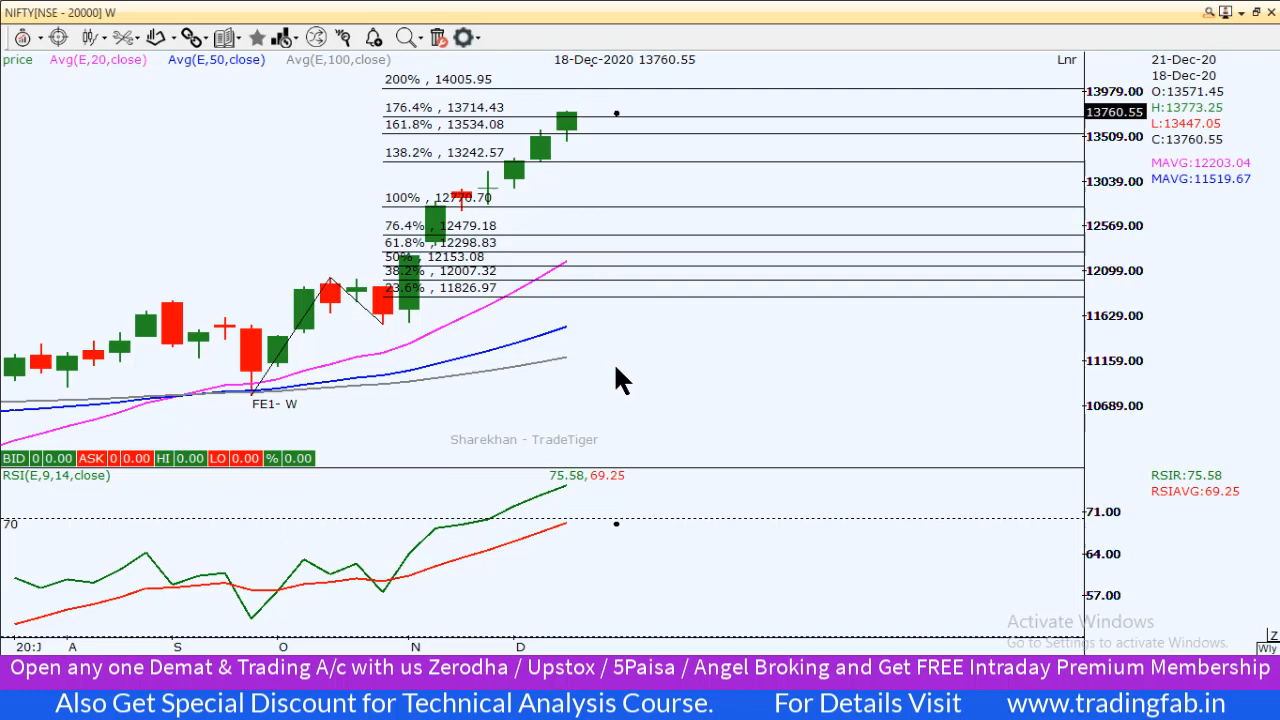 NIFTY[NSE - 20000] W
price Avg(E,20,close) Avg(E,50,close) Avg(E,100,close) 18-Dec-2020 13760.55 Lnr 21-Dec-20
18-Dec-20
200% , 14005.95
13979.00 O:13571.45
176.4% , 13714.43 13760.55 H:13773.25
161.8% , 13534.08 L:13447.05
13509.00 C:13760.55
138.2% , 13242.57 MAVG:12203.04
13039.00 MAVG:11519.67
100% , 12770.70
76.4% , 12479.18 12569.00
61.8% , 12298.83
50% , 12153.08
38.2% , 12007.32 12099.00
23.6% , 11826.97
11629.00
11159.00
FE1- W 10689.00
Sharekhan - TradeTiger
BID 0 0.00 ASK 0 0.00 HI 0.00 LO 0.00 % 0.00
RSI(E,9,14,close) 75.58, 69.25 RSIR:75.58
RSIAVG:69.25
71.00
70
64.00
57.00
Activate Windows
Go to Settings to activate Windows.
20:J A S O N D Z
Wly
Open any one Demat & Trading A/c with us Zerodha / Upstox / 5Paisa / Angel Broking and Get FREE Intraday Premium Membership
Also Get Special Discount for Technical Analysis Course. For Details Visit www.tradingfab.in